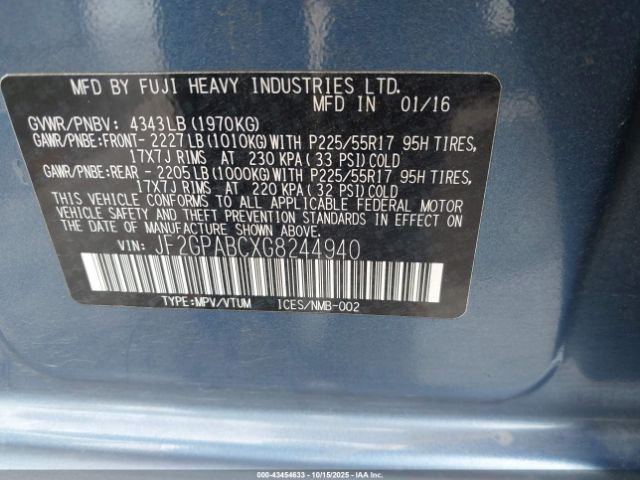 MFD BY FUJI HEAVY INDUSTRIES LTD.
MFD IN 01/16
GVWR/PNBV: 4343LB (1970KG)
GAWR/PNBE:FRONT- 2227LB (1010KG) WITH P225/55R17 95H TIRES,
17X7J RIMS AT 230 KPA (33 PSI) COLD
GAWR/PNBE:REAR - 2205LB (1000KG) WITH P225/55R17 95H TIRES,
17X7J RIMS AT 220 KPA (32 PSI) COLD
THIS VEHICLE CONFORMS TO ALL APPLICABLE FEDERAL MOTOR
VEHICLE SAFETY AND THEFT PREVENTION STANDARDS IN EFFECT ON
THE DATE OF MANUFACTURE SHOWN ABOVE.
VIN: JF2GPABCXG8244940
TYPE:MPV/VTUM ICES/NMB-002
000-43454633 - 10/15/2025 - IAAI.com